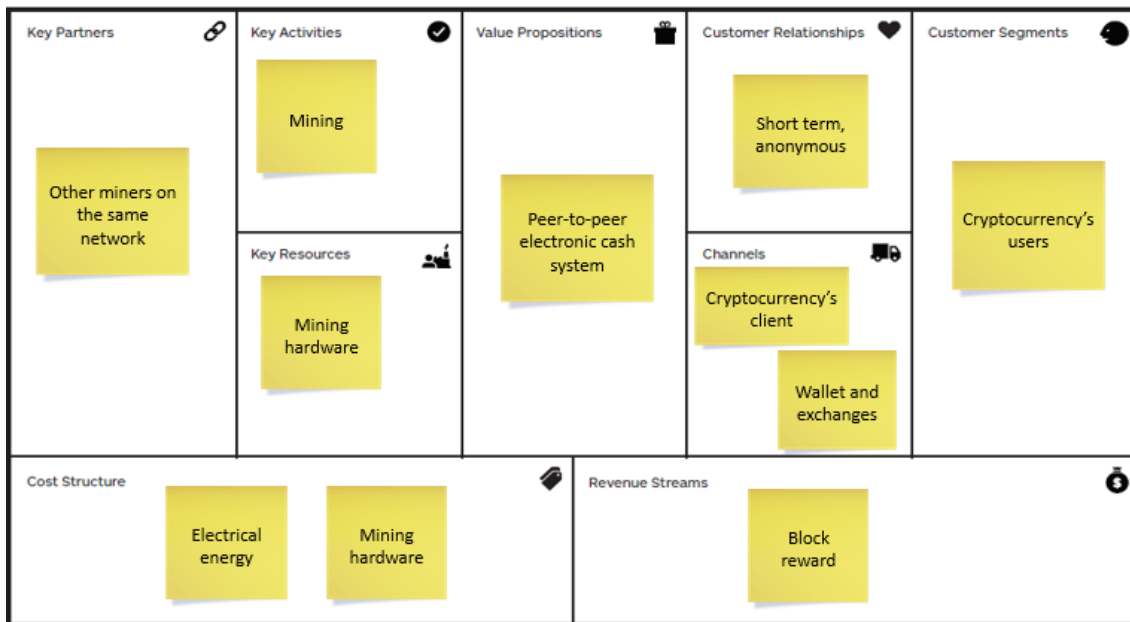 Key Partners
Other miners on
the same
network
Key Activities
Mining
Key Resources
Mining
hardware
Value Propositions
Peer-to-peer
electronic cash
system
Customer Relationships
Short term,
anonymous
Channels
Cryptocurrency’s
client
Wallet and
exchanges
Customer Segments
Cryptocurrency’s
users
Cost Structure
Electrical
energy
Mining
hardware
Revenue Streams
$
Block
reward